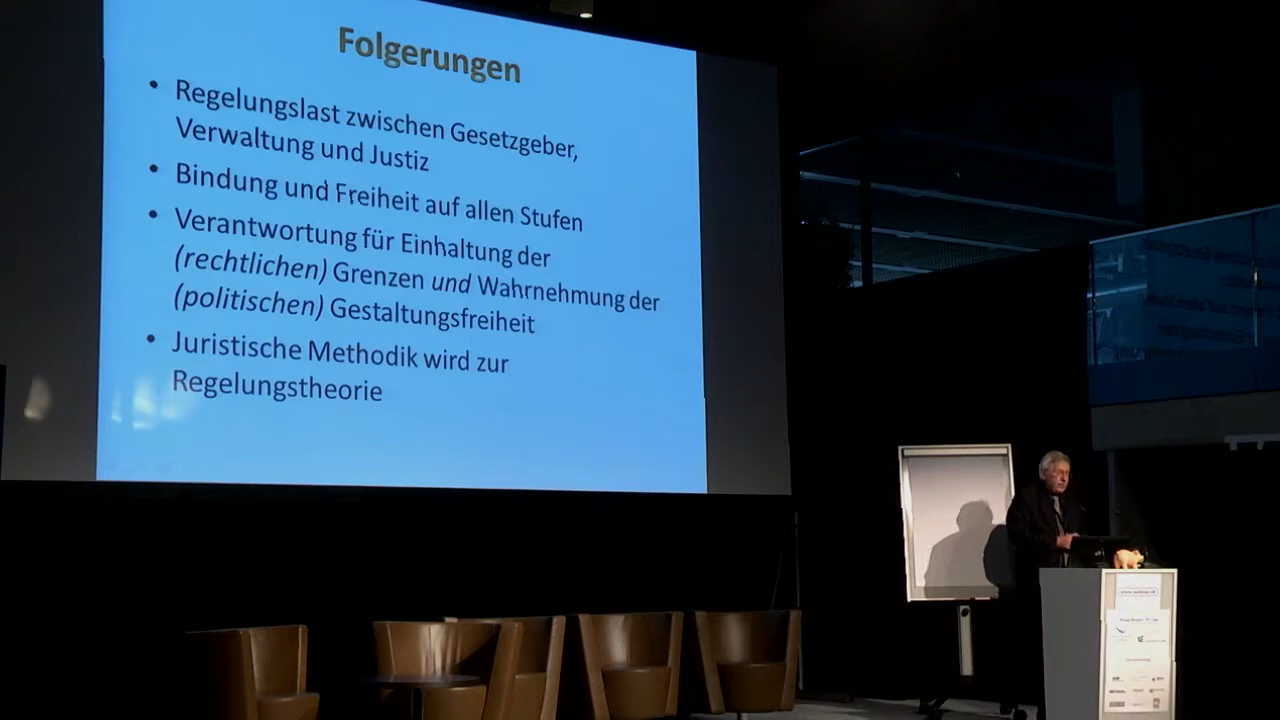 Folgerungen
• Regelungslast zwischen Gesetzgeber,
Verwaltung und Justiz
• Bindung und Freiheit auf allen Stufen
• Verantwortung für Einhaltung der
(rechtlichen) Grenzen und Wahrnehmung der
(politischen) Gestaltungsfreiheit
• Juristische Methodik wird zur
Regelungstheorie